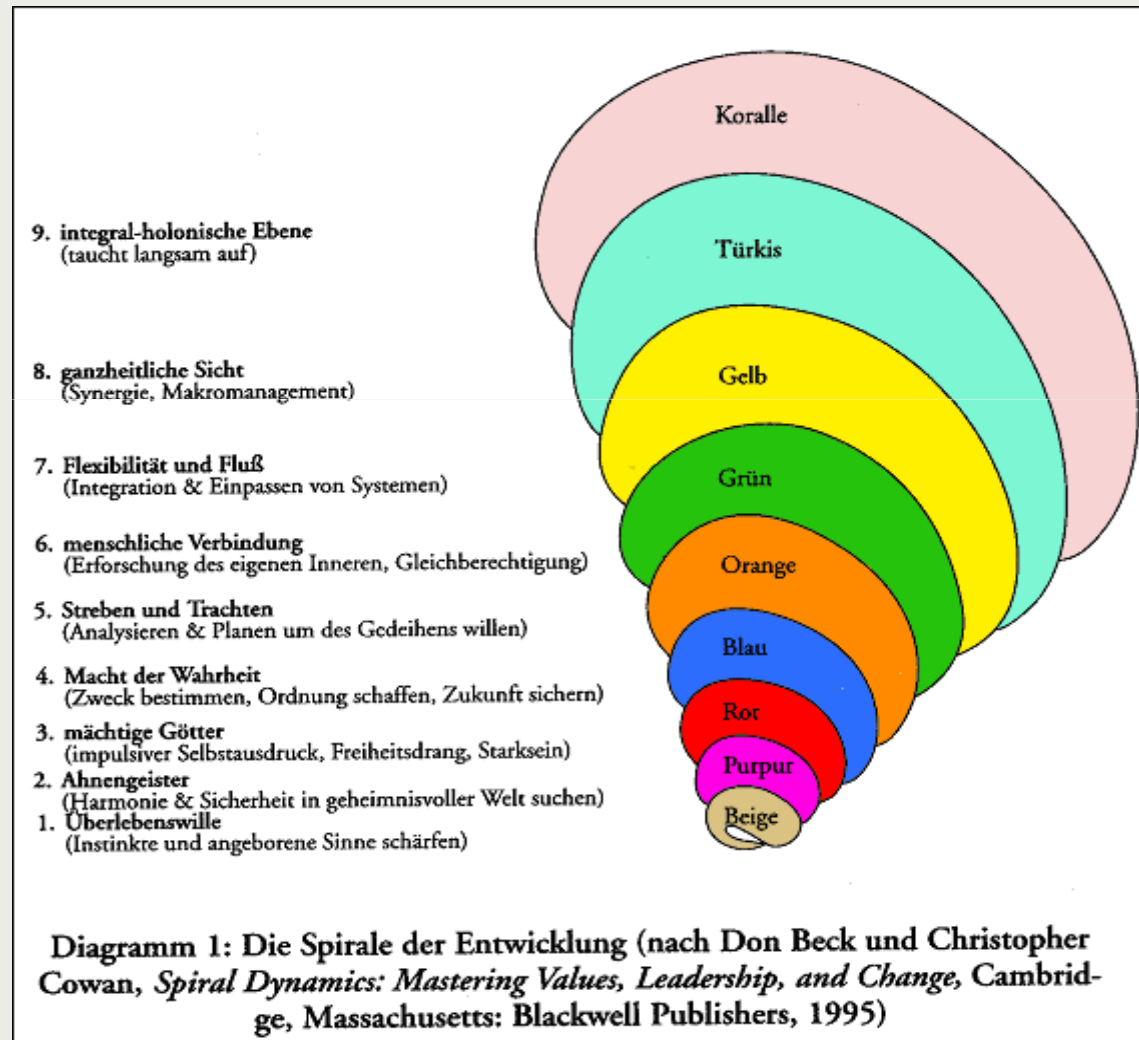 Koralle
9. integral-holonische Ebene
(taucht langsam auf)
Türkis
8. ganzheitliche Sicht
(Synergie, Makromanagement)
Gelb
7. Flexibilität und Fluß
(Integration & Einpassen von Systemen)
Grün
6. menschliche Verbindung
(Erforschung des eigenen Inneren, Gleichberechtigung)
Orange
5. Streben und Trachten
(Analysieren & Planen um des Gedeihens willen)
Blau
4. Macht der Wahrheit
(Zweck bestimmen, Ordnung schaffen, Zukunft sichern)
Rot
3. mächtige Götter
(impulsiver Selbstausdruck, Freiheitsdrang, Starksein)
Purpur
2. Ahnengeister
(Harmonie & Sicherheit in geheimnisvoller Welt suchen)
Beige
1. Überlebenswille
(Instinkte und angeborene Sinne schärfen)
Diagramm 1: Die Spirale der Entwicklung (nach Don Beck und Christopher
Cowan, Spiral Dynamics: Mastering Values, Leadership, and Change, Cambrid-
ge, Massachusetts: Blackwell Publishers, 1995)